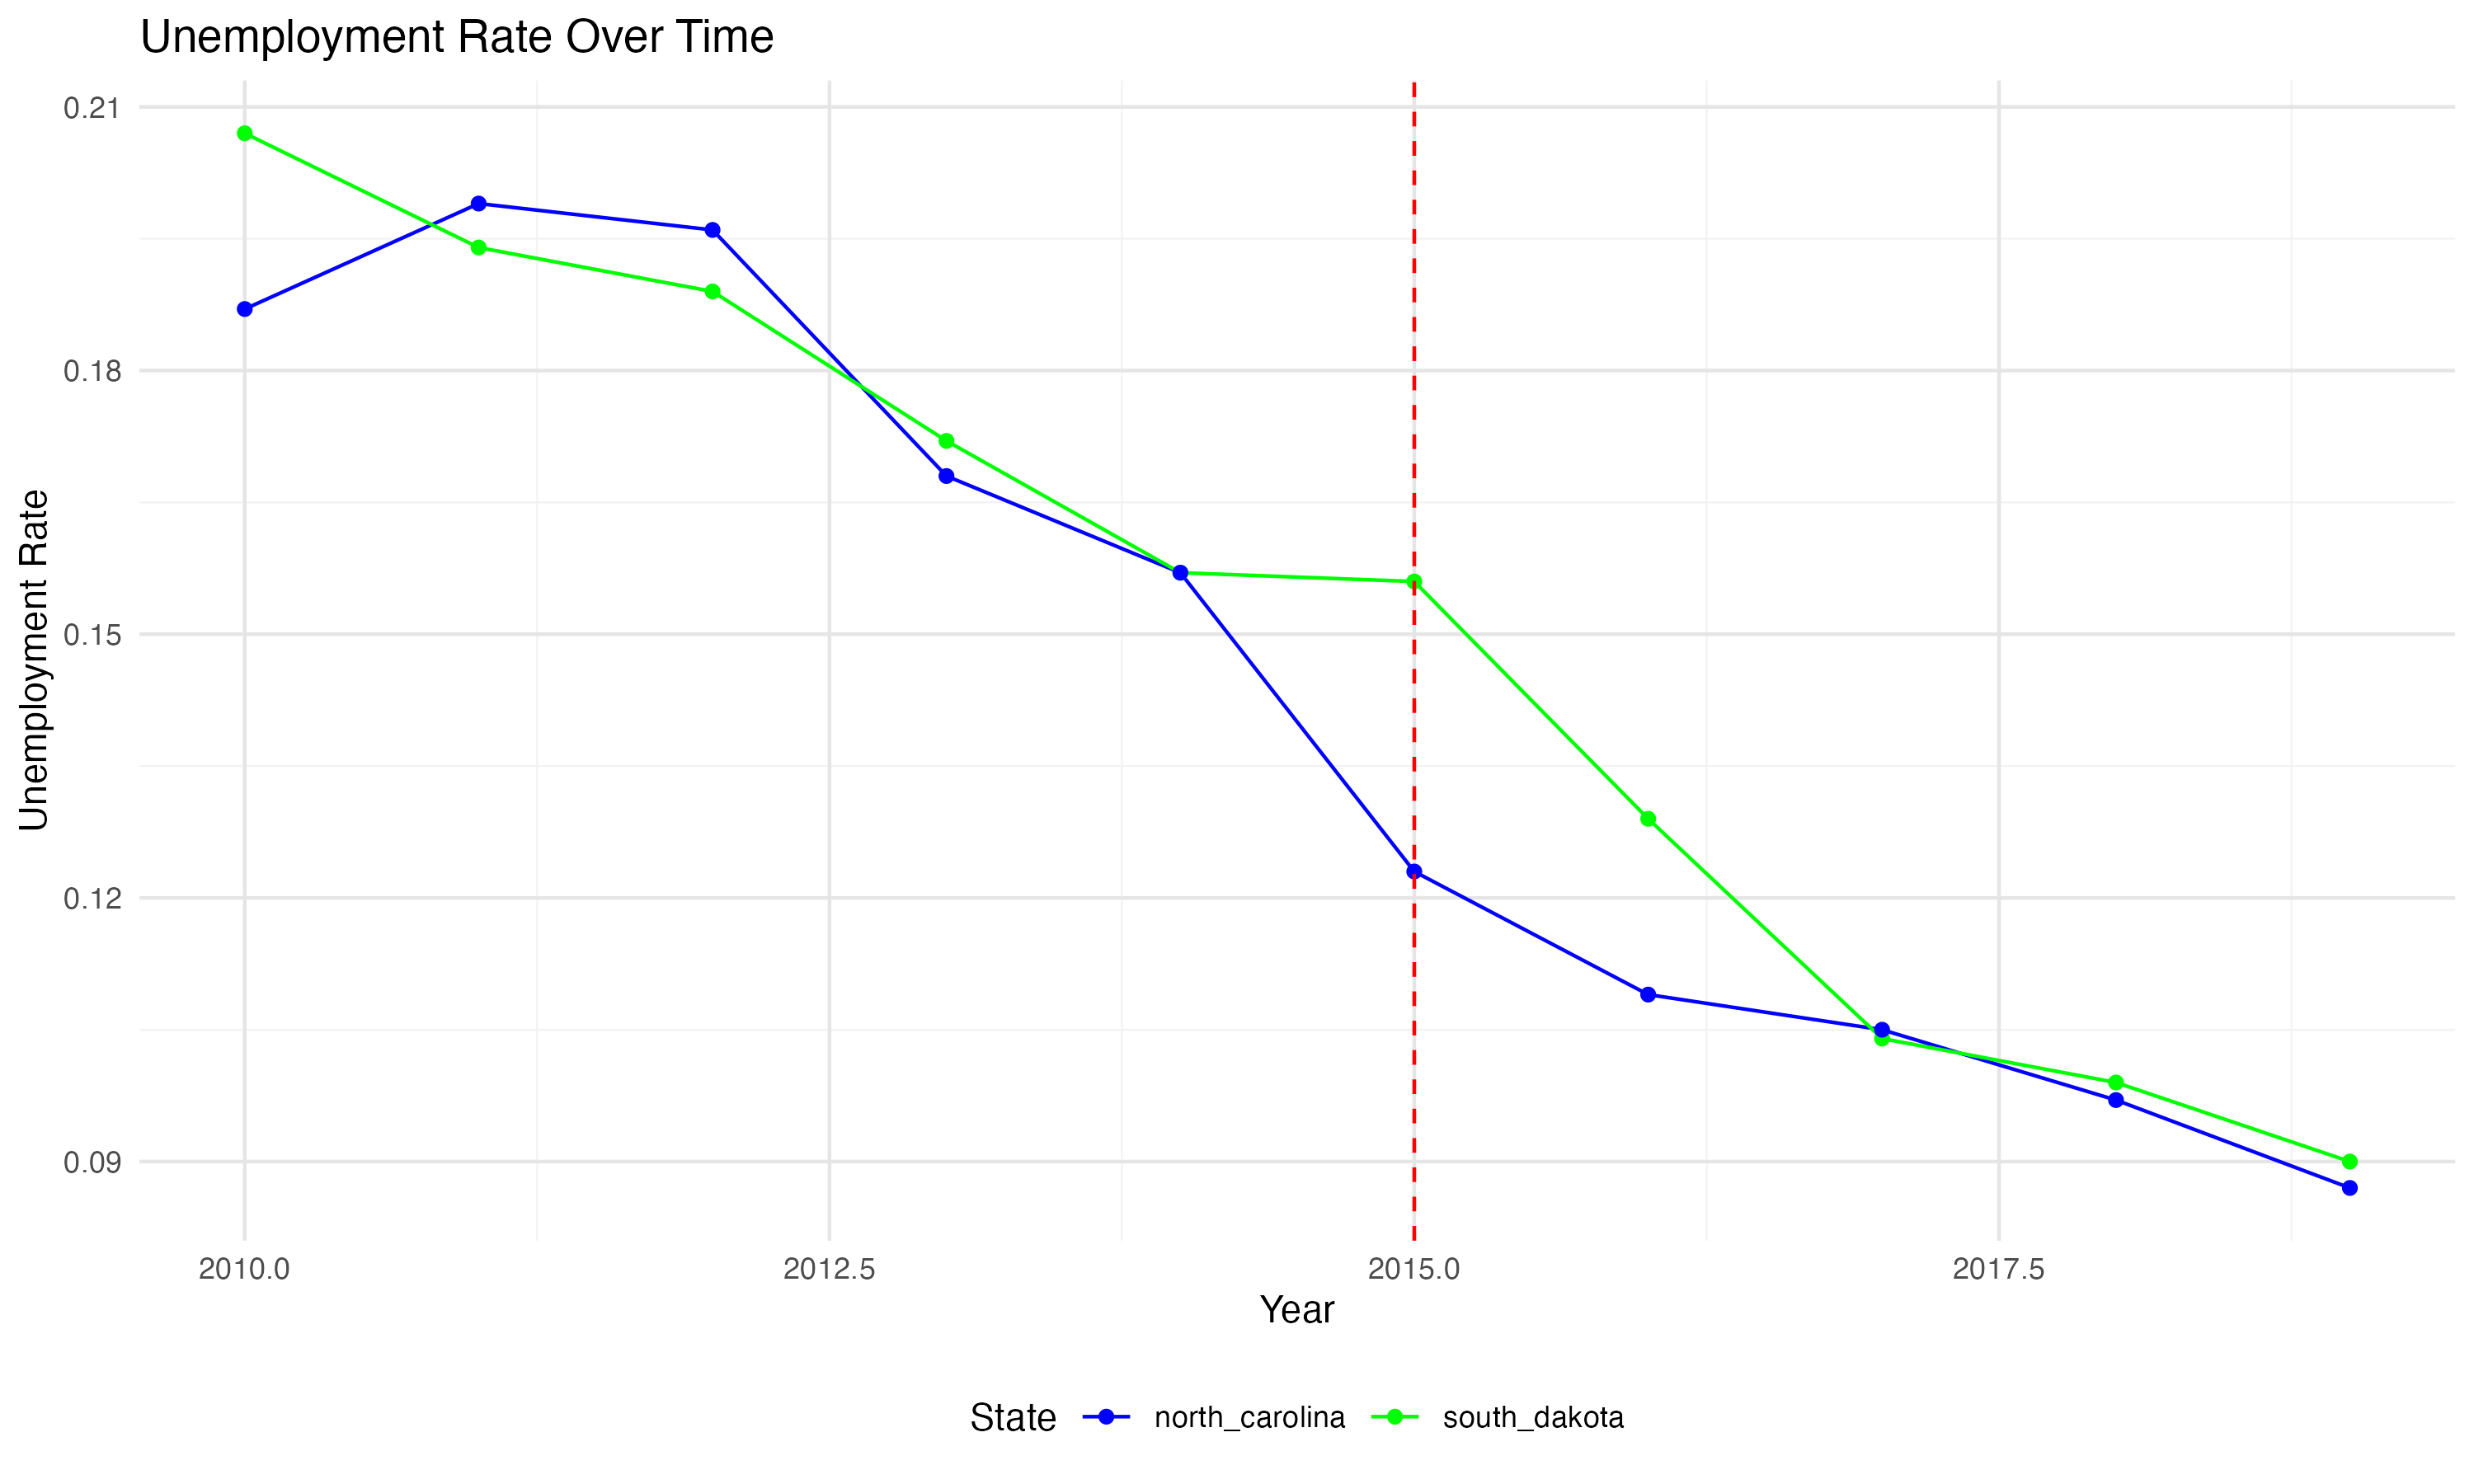 Unemployment Rate Over Time
Unemployment Rate
0.21
0.18
0.15
0.12
0.09
2010.0 2012.5 2015.0 2017.5
Year
State north_carolina south_dakota